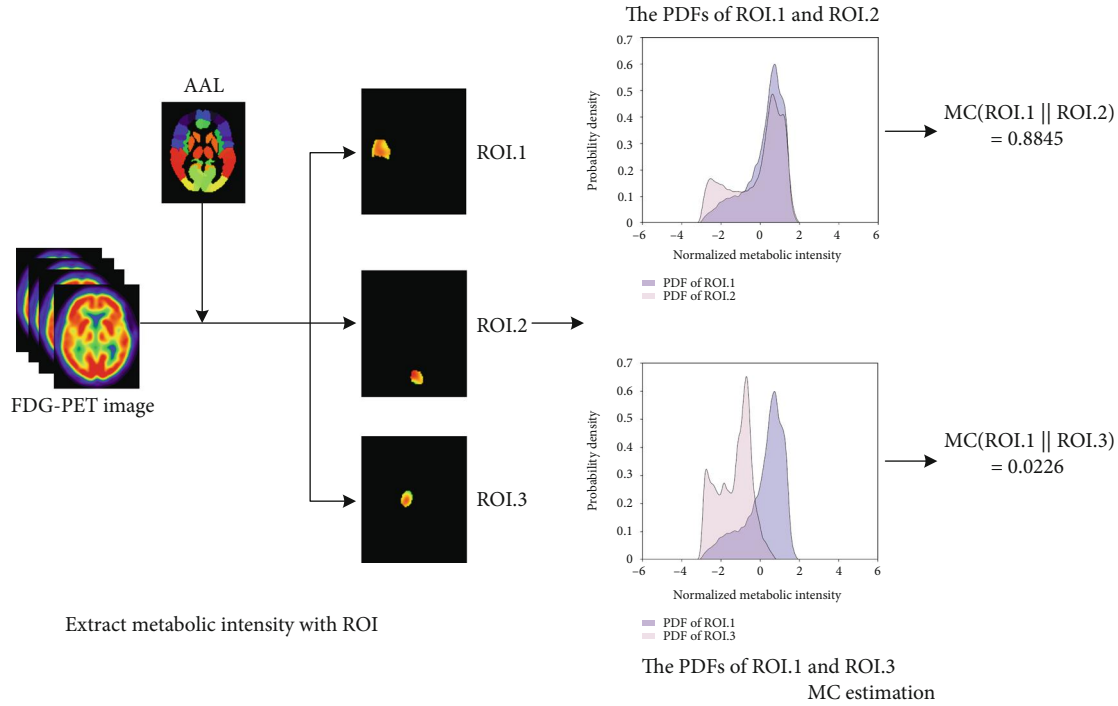 AAL
FDG-PET image
Extract metabolic intensity with ROI
ROI.1
ROI.2
ROI.3
The PDFs of ROI.1 and ROI.2
0.7
0.6
0.5
0.4
0.3
0.2
0.1
0
Probability density
−6 −4 −2 0 2 4 6
Normalized metabolic intensity
PDF of ROI.1
PDF of ROI.2
MC(ROI.1 || ROI.2)
= 0.8845
0.7
0.6
0.5
0.4
0.3
0.2
0.1
0
Probability density
−6 −4 −2 0 2 4 6
Normalized metabolic intensity
PDF of ROI.1
PDF of ROI.3
MC(ROI.1 || ROI.3)
= 0.0226
The PDFs of ROI.1 and ROI.3
MC estimation